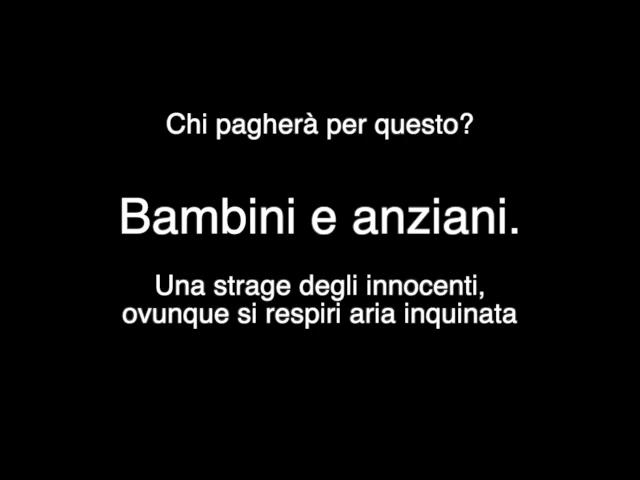 Chi pagherà per questo?
Bambini e anziani.
Una strage degli innocenti,
ovunque si respiri aria inquinata